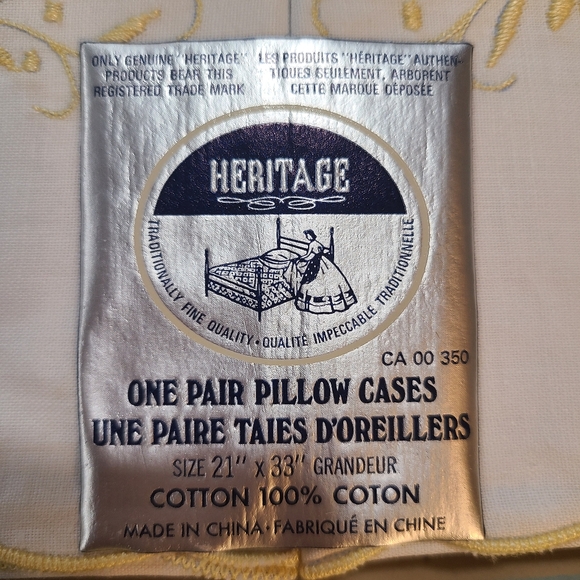 ONLY GENUINE "HERITAGE" LES PRODUITS "HÉRITAGE" AUTHEN-
PRODUCTS BEAR THIS TIQUES SEULEMENT, ARBORENT
REGISTERED TRADE MARK CETTE MARQUE DÉPOSÉE
HERITAGE
TRADITIONALLY FINE QUALITY · QUALITÉ IMPECCABLE TRADITIONNELLE
CA 00 350
ONE PAIR PILLOW CASES
UNE PAIRE TAIES D'OREILLERS
SIZE 21" x 33" GRANDEUR
COTTON 100% COTON
MADE IN CHINA · FABRIQUÉ EN CHINE